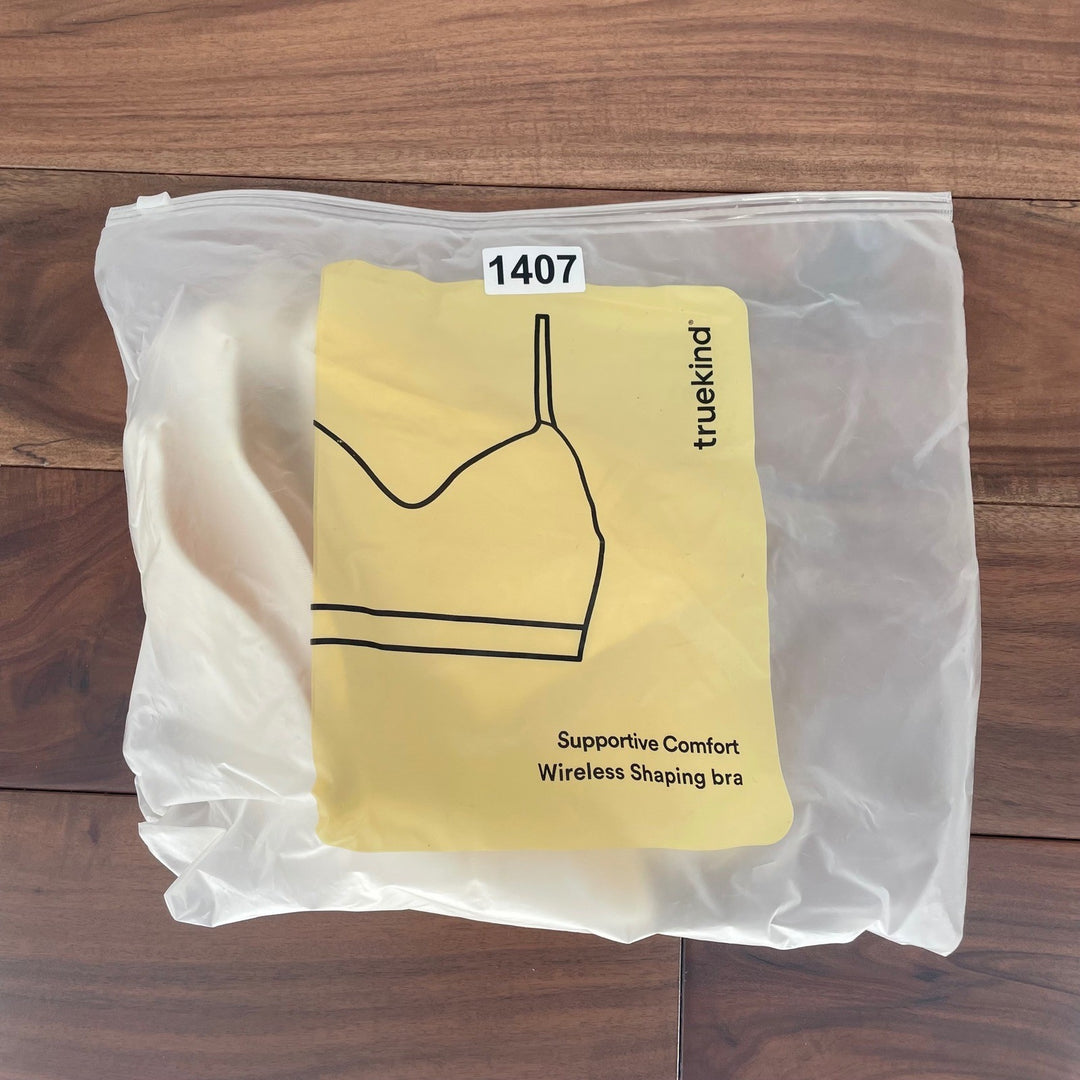 1407
truekind®
Supportive Comfort
Wireless Shaping bra